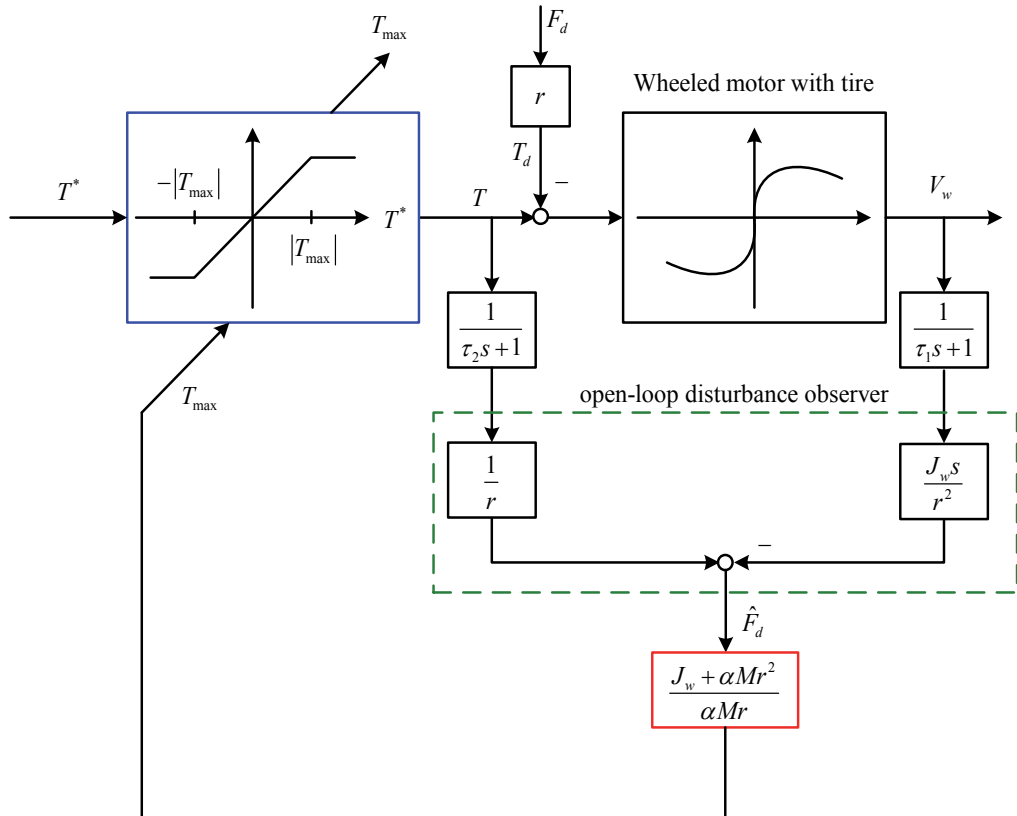 T_max
F_d
r
Wheeled motor with tire
T_d
−
T^*
−|T_max|
|T_max|
T^*
T
V_w
1/(τ_2 s+1)
1/(τ_1 s+1)
T_max
open-loop disturbance observer
1/r
J_w s/r^2
−
F̂_d
(J_w + αMr^2)/(αMr)